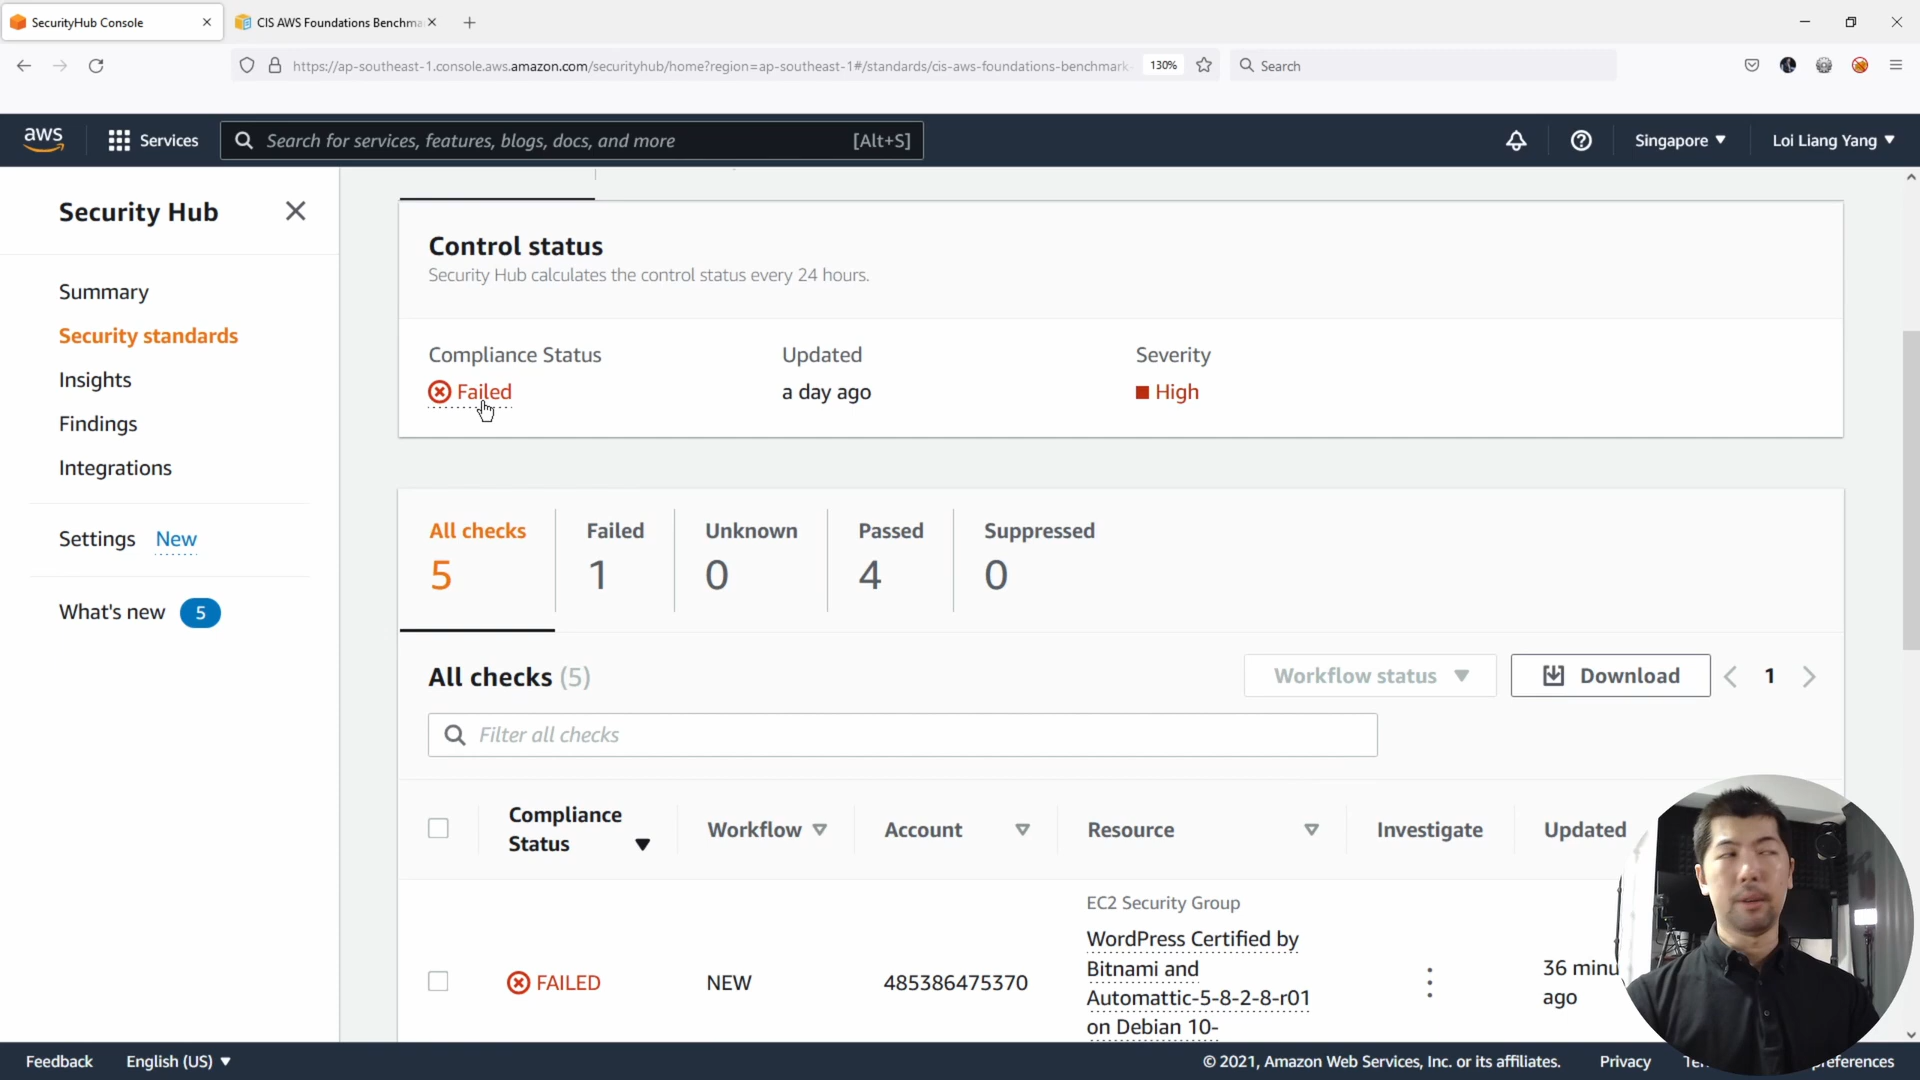 SecurityHub Console
CIS AWS Foundations Benchma
https://ap-southeast-1.console.aws.amazon.com/securityhub/home?region=ap-southeast-1#/standards/cis-aws-foundations-benchmark-
130%
Search
aws
Services
Search for services, features, blogs, docs, and more
[Alt+S]
Singapore
Loi Liang Yang
Security Hub
Summary
Security standards
Insights
Findings
Integrations
Settings New
What's new 5
Control status
Security Hub calculates the control status every 24 hours.
Compliance Status
Updated
Severity
Failed
a day ago
High
All checks
Failed
Unknown
Passed
Suppressed
5
1
0
4
0
All checks (5)
Workflow status
Download
1
Filter all checks
Compliance
Status
Workflow
Account
Resource
Investigate
Updated
FAILED
NEW
485386475370
EC2 Security Group
WordPress Certified by
Bitnami and
Automattic-5-8-2-8-r01
on Debian 10-
36 minu
ago
Feedback
English (US)
© 2021, Amazon Web Services, Inc. or its affiliates.
Privacy